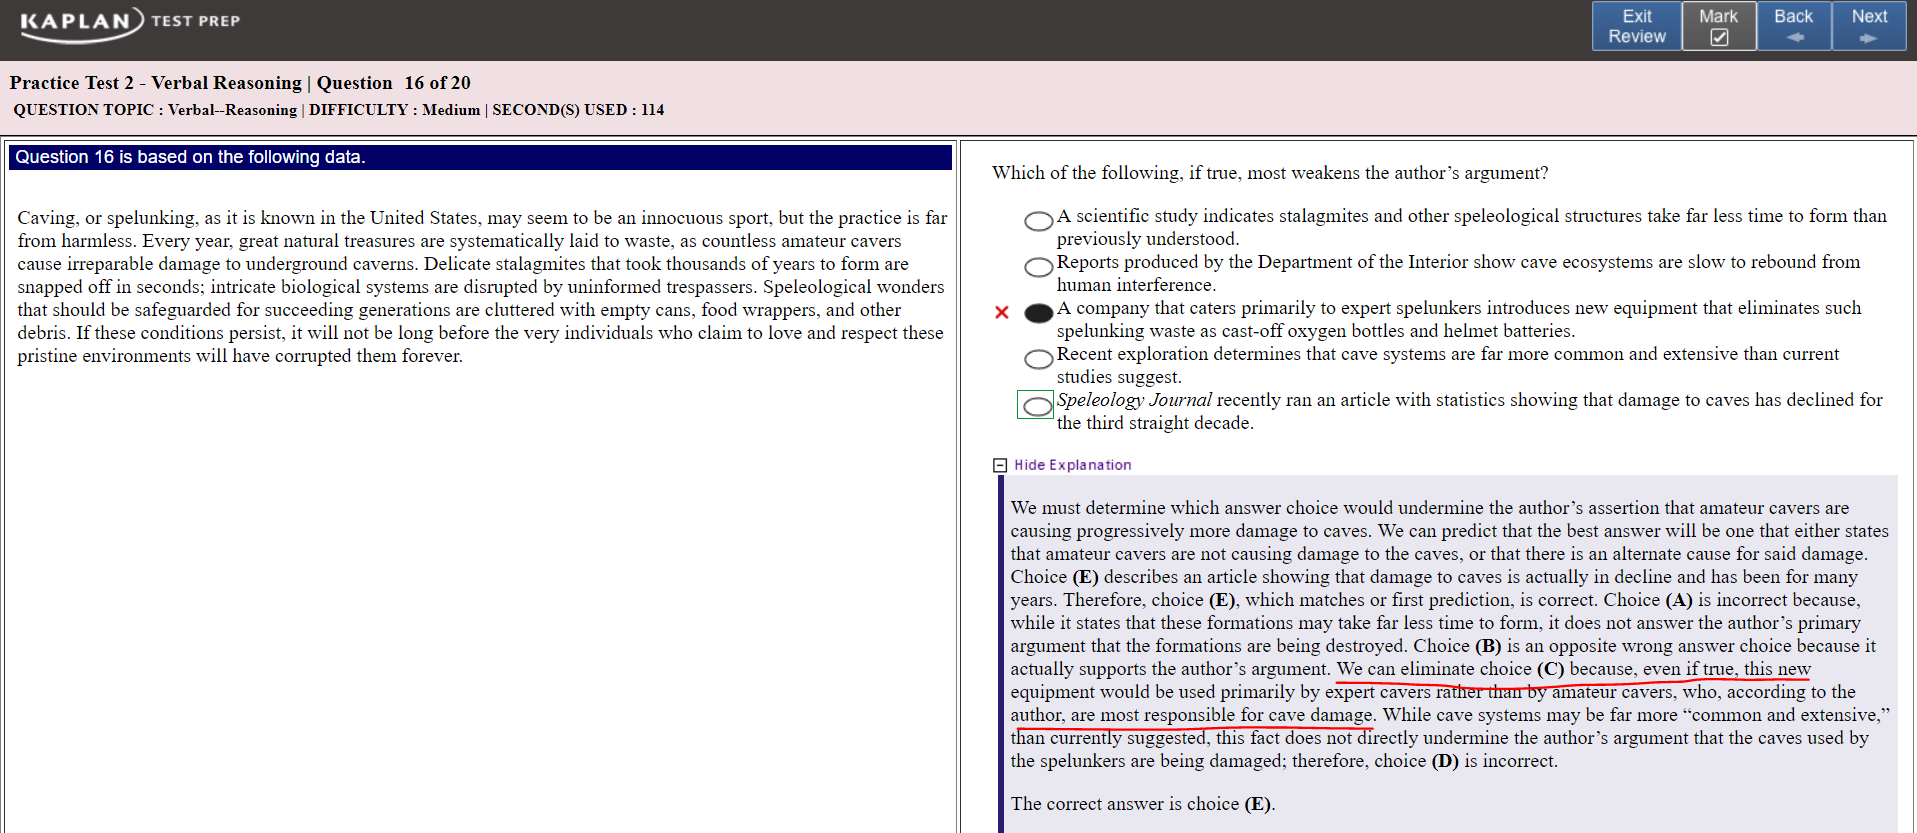 KAPLAN TEST PREP
Exit Review
Mark
Back
Next
Practice Test 2 - Verbal Reasoning | Question 16 of 20
QUESTION TOPIC : Verbal--Reasoning | DIFFICULTY : Medium | SECOND(S) USED : 114
Question 16 is based on the following data.
Caving, or spelunking, as it is known in the United States, may seem to be an innocuous sport, but the practice is far
from harmless. Every year, great natural treasures are systematically laid to waste, as countless amateur cavers
cause irreparable damage to underground caverns. Delicate stalagmites that took thousands of years to form are
snapped off in seconds; intricate biological systems are disrupted by uninformed trespassers. Speleological wonders
that should be safeguarded for succeeding generations are cluttered with empty cans, food wrappers, and other
debris. If these conditions persist, it will not be long before the very individuals who claim to love and respect these
pristine environments will have corrupted them forever.
Which of the following, if true, most weakens the author’s argument?
A scientific study indicates stalagmites and other speleological structures take far less time to form than
previously understood.
Reports produced by the Department of the Interior show cave ecosystems are slow to rebound from
human interference.
A company that caters primarily to expert spelunkers introduces new equipment that eliminates such
spelunking waste as cast-off oxygen bottles and helmet batteries.
Recent exploration determines that cave systems are far more common and extensive than current
studies suggest.
Speleology Journal recently ran an article with statistics showing that damage to caves has declined for
the third straight decade.
Hide Explanation
We must determine which answer choice would undermine the author’s assertion that amateur cavers are
causing progressively more damage to caves. We can predict that the best answer will be one that either states
that amateur cavers are not causing damage to the caves, or that there is an alternate cause for said damage.
Choice (E) describes an article showing that damage to caves is actually in decline and has been for many
years. Therefore, choice (E), which matches or first prediction, is correct. Choice (A) is incorrect because,
while it states that these formations may take far less time to form, it does not answer the author’s primary
argument that the formations are being destroyed. Choice (B) is an opposite wrong answer choice because it
actually supports the author’s argument. We can eliminate choice (C) because, even if true, this new
equipment would be used primarily by expert cavers rather than by amateur cavers, who, according to the
author, are most responsible for cave damage. While cave systems may be far more “common and extensive,”
than currently suggested, this fact does not directly undermine the author’s argument that the caves used by
the spelunkers are being damaged; therefore, choice (D) is incorrect.
The correct answer is choice (E).